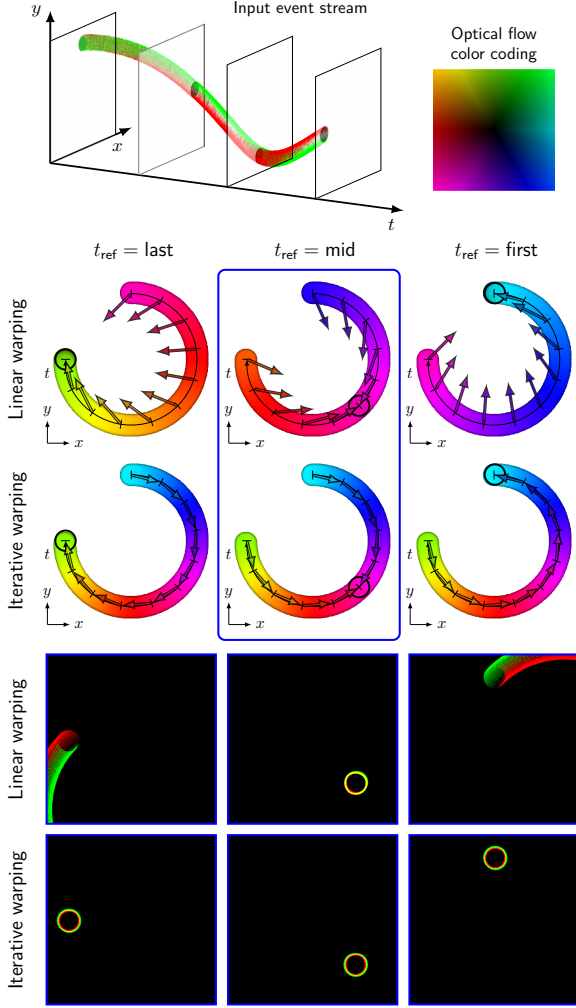 Input event stream
y
x
t
Optical flow
color coding
t_ref = last
t_ref = mid
t_ref = first
Linear warping
t
y
x
t
y
x
t
y
x
Iterative warping
t
y
x
t
y
x
t
y
x
Linear warping
Iterative warping